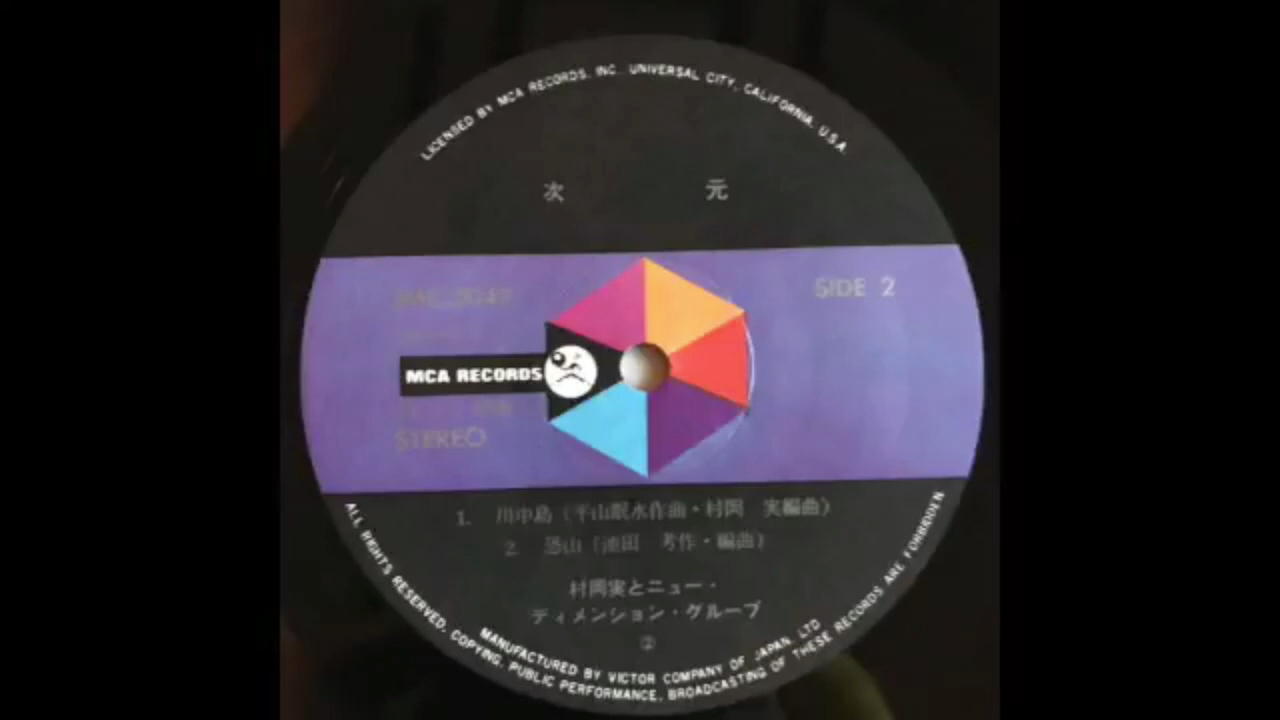 LICENSED BY MCA RECORDS, INC., UNIVERSAL CITY, CALIFORNIA, U.S.A.
次 元
SIDE 2
MCA RECORDS
STEREO
1. 川中島(平山眠水作曲・村岡 実編曲)
2. 恐山(池田 考作・編曲)
村岡実とニュー・
ディメンション・グループ
②
MANUFACTURED BY VICTOR COMPANY OF JAPAN, LTD
ALL RIGHTS RESERVED, COPYING, PUBLIC PERFORMANCE, BROADCASTING OF THESE RECORDS ARE FORBIDDEN